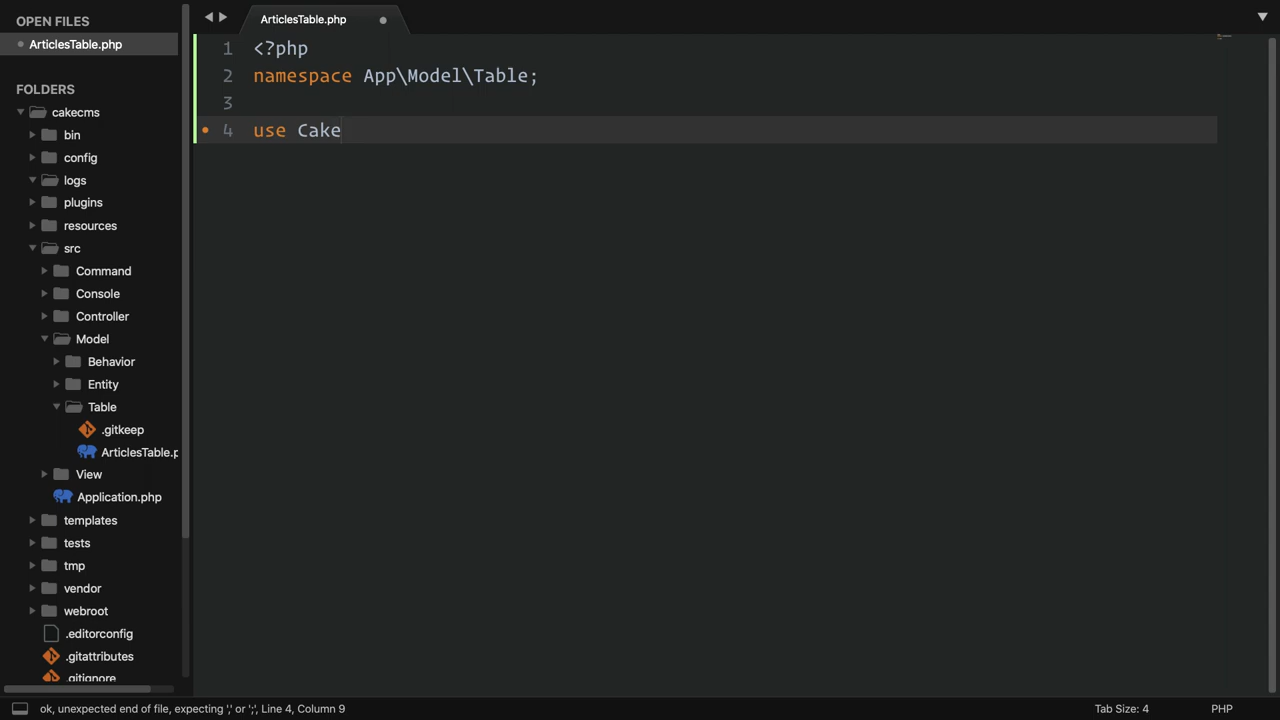 OPEN FILES
ArticlesTable.php
FOLDERS
cakecms
bin
config
logs
plugins
resources
src
Command
Console
Controller
Model
Behavior
Entity
Table
.gitkeep
ArticlesTable.p
View
Application.php
templates
tests
tmp
vendor
webroot
.editorconfig
.gitattributes
.gitignore
ArticlesTable.php
1 <?php
2 namespace App\Model\Table;
3
4 use Cake
ok, unexpected end of file, expecting ',' or ';', Line 4, Column 9
Tab Size: 4
PHP